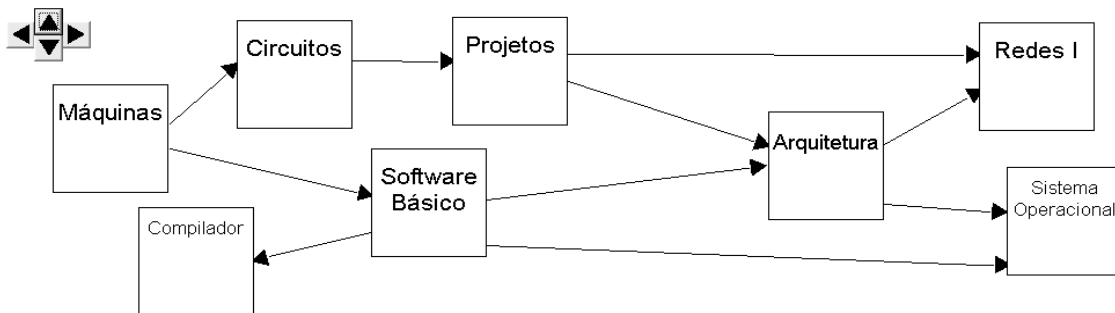 Circuitos
Projetos
Redes I
Máquinas
Arquitetura
Software
Básico
Sistema
Operacional
Compilador